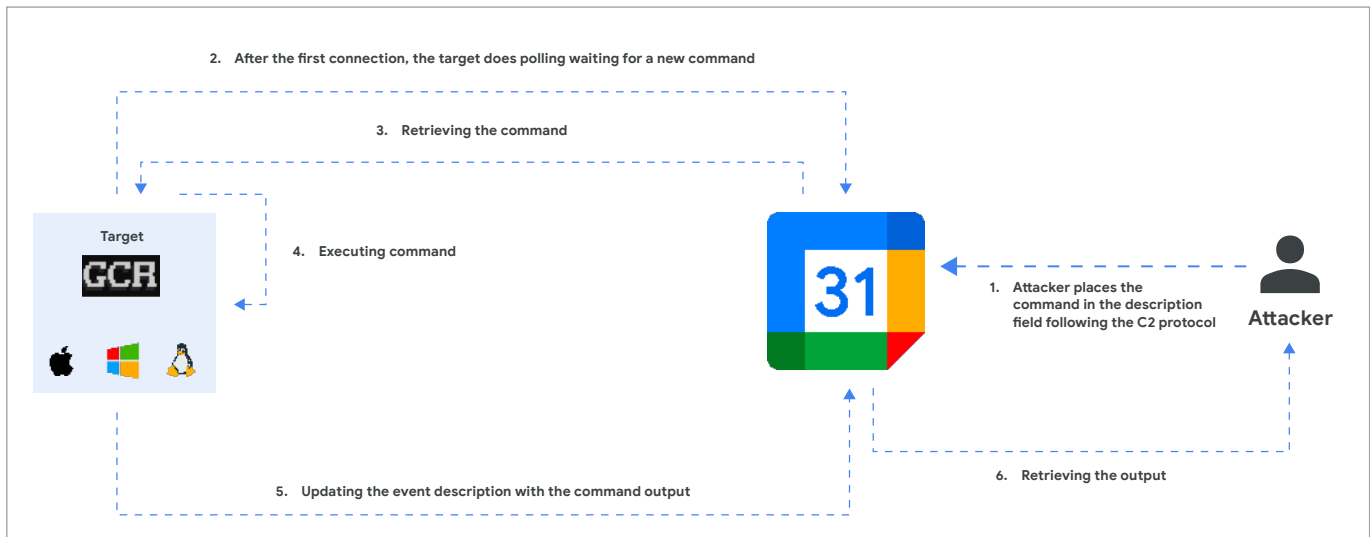 2. After the first connection, the target does polling waiting for a new command
3. Retrieving the command
Target
GCR
4. Executing command
31
1. Attacker places the
command in the description
field following the C2 protocol
Attacker
5. Updating the event description with the command output
6. Retrieving the output